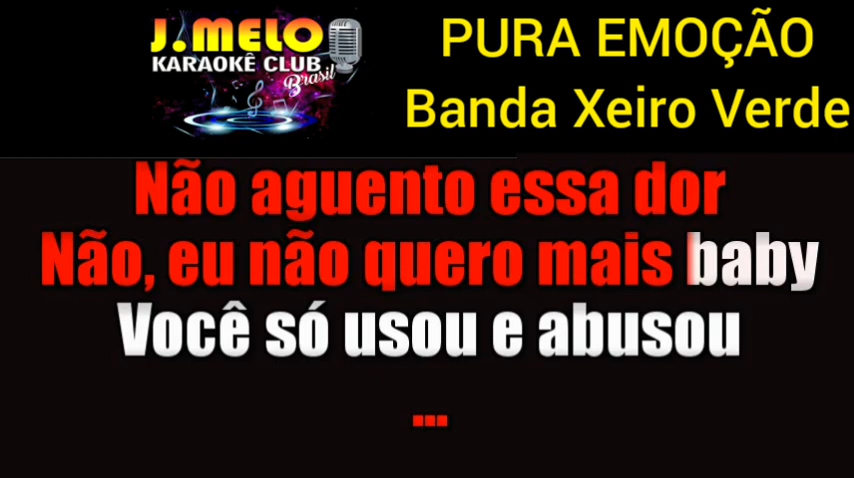 J.MELO
KARAOKÊ CLUB
Brasil
PURA EMOÇÃO
Banda Xeiro Verde
Não aguento essa dor
Não, eu não quero mais baby
Você só usou e abusou
...